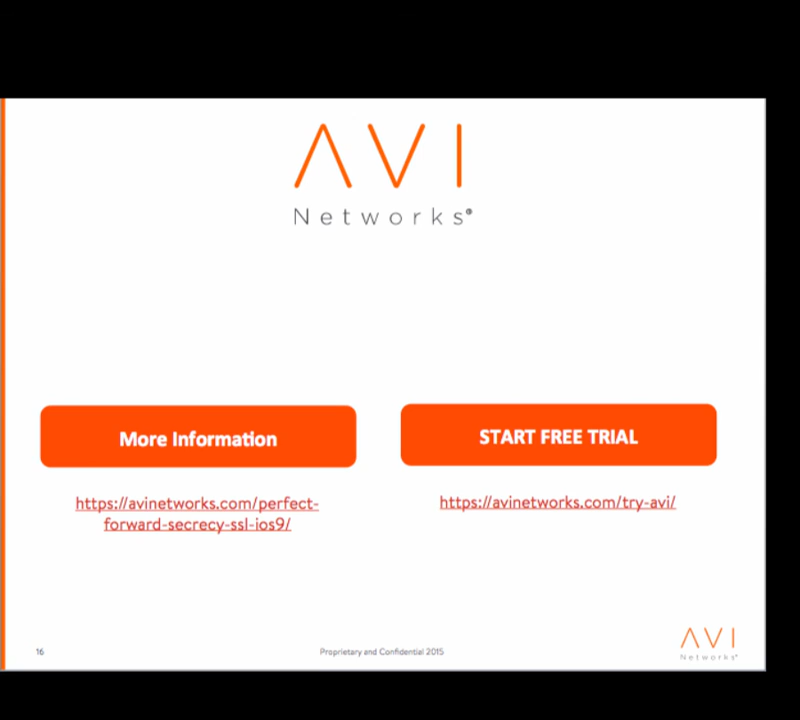 AVI
Networks®
More Information
START FREE TRIAL
https://avinetworks.com/perfect-
forward-secrecy-ssl-ios9/
https://avinetworks.com/try-avi/
16
Proprietary and Confidential 2015
AVI
Networks®